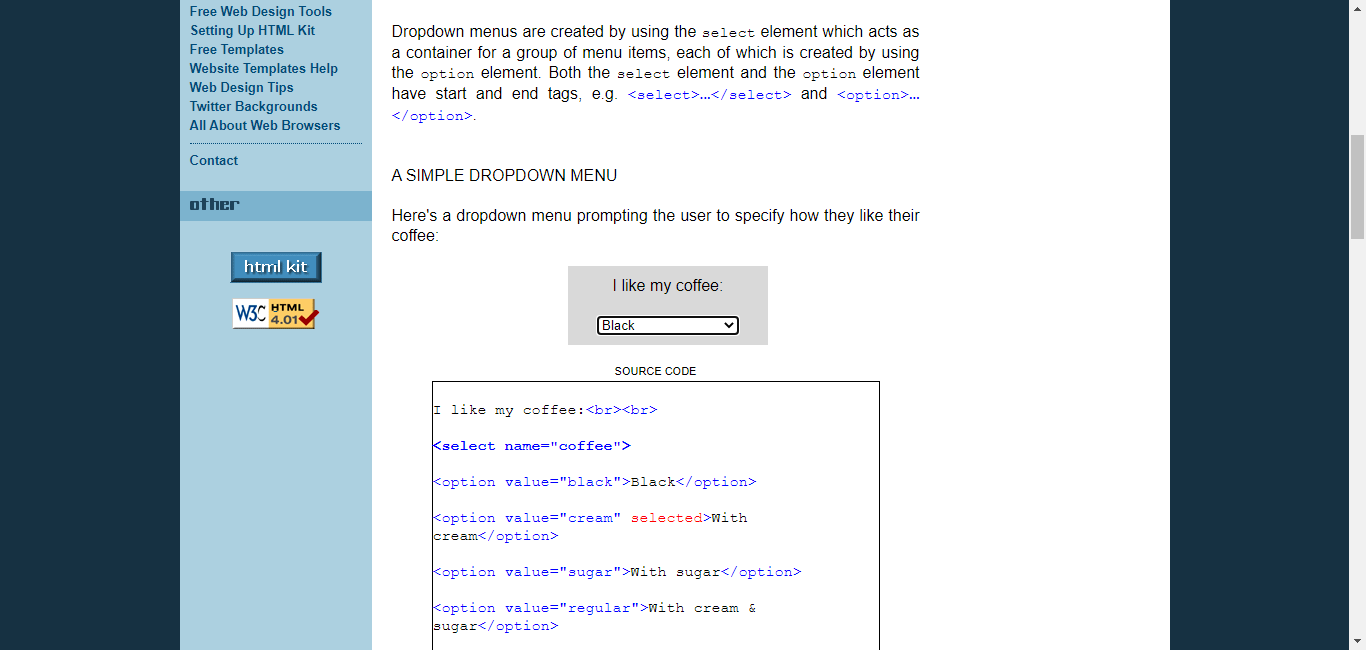 Free Web Design Tools
Setting Up HTML Kit
Free Templates
Website Templates Help
Web Design Tips
Twitter Backgrounds
All About Web Browsers
Contact
other
html kit
W3C HTML
4.01
Dropdown menus are created by using the select element which acts as
a container for a group of menu items, each of which is created by using
the option element. Both the select element and the option element
have start and end tags, e.g. <select>…</select> and <option>…
</option>.
A SIMPLE DROPDOWN MENU
Here's a dropdown menu prompting the user to specify how they like their
coffee:
I like my coffee:
Black
SOURCE CODE
I like my coffee:<br><br>
<select name="coffee">
<option value="black">Black</option>
<option value="cream" selected>With
cream</option>
<option value="sugar">With sugar</option>
<option value="regular">With cream &
sugar</option>